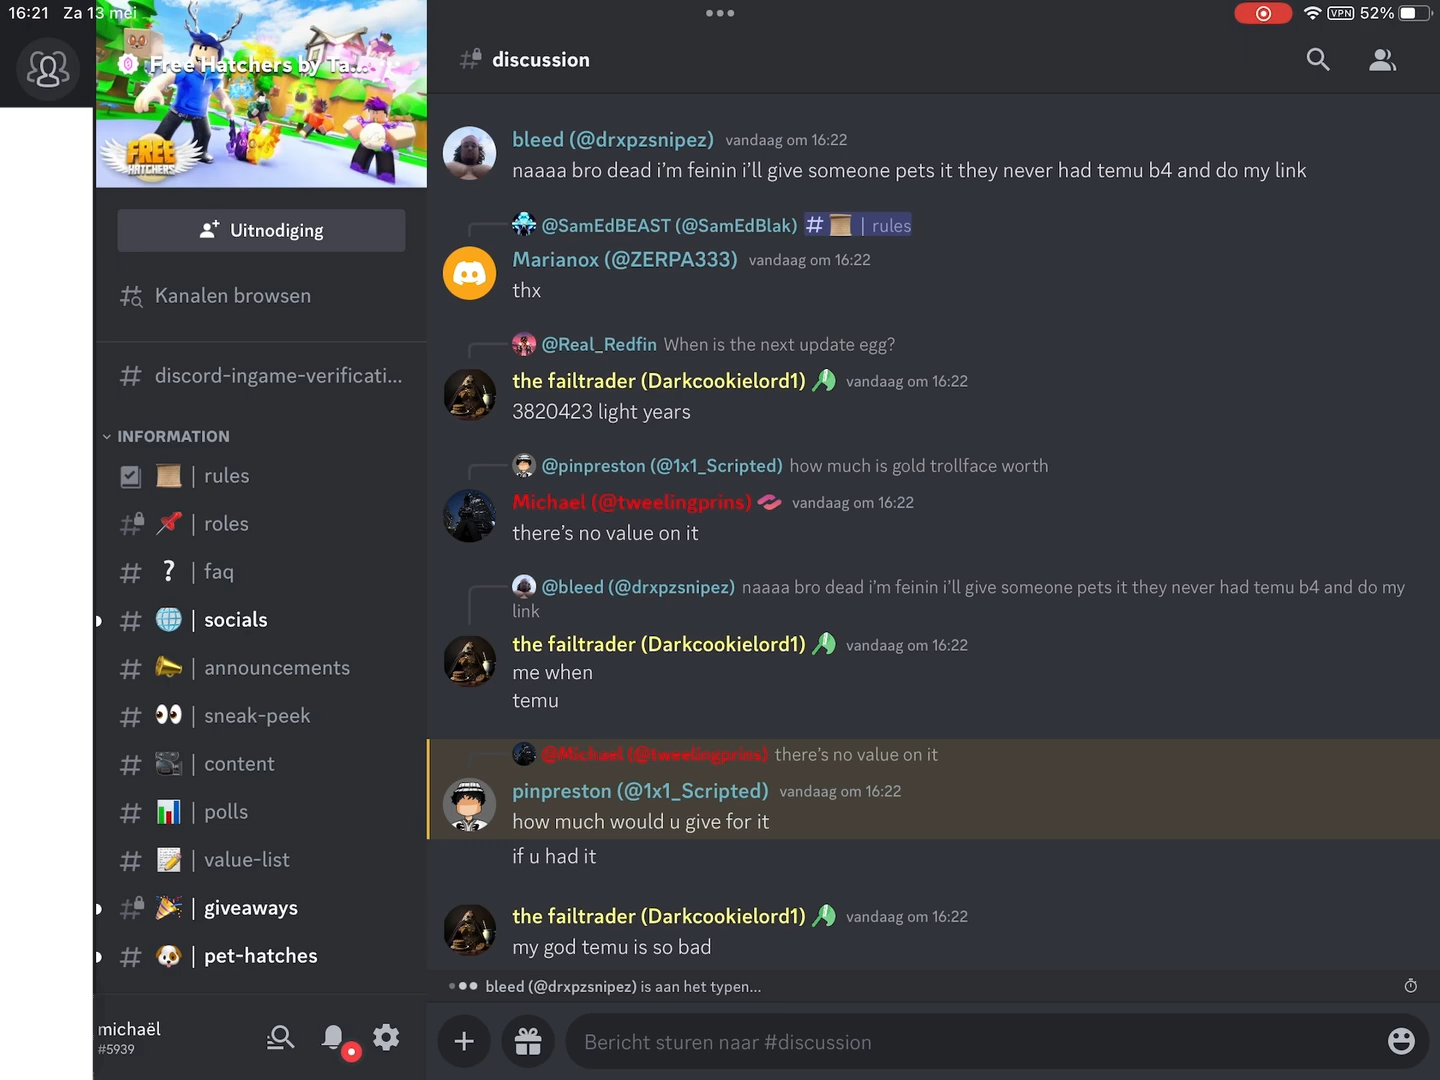 16:21 Za 13 mei
VPN 52%
Free Hatchers by Ta...
FREE
HATCHERS
Uitnodiging
Kanalen browsen
discord-ingame-verificati...
INFORMATION
| rules
| roles
? | faq
| socials
| announcements
| sneak-peek
| content
| polls
| value-list
| giveaways
| pet-hatches
michaël
#5939
discussion
bleed (@drxpzsnipez) vandaag om 16:22
naaaa bro dead i'm feinin i'll give someone pets it they never had temu b4 and do my link
@SamEdBEAST (@SamEdBlak) # | rules
Marianox (@ZERPA333) vandaag om 16:22
thx
@Real_Redfin When is the next update egg?
the failtrader (Darkcookielord1) vandaag om 16:22
3820423 light years
@pinpreston (@1x1_Scripted) how much is gold trollface worth
Michael (@tweelingprins) vandaag om 16:22
there's no value on it
@bleed (@drxpzsnipez) naaaa bro dead i'm feinin i'll give someone pets it they never had temu b4 and do my
link
the failtrader (Darkcookielord1) vandaag om 16:22
me when
temu
@Michael (@tweelingprins) there's no value on it
pinpreston (@1x1_Scripted) vandaag om 16:22
how much would u give for it
if u had it
the failtrader (Darkcookielord1) vandaag om 16:22
my god temu is so bad
bleed (@drxpzsnipez) is aan het typen...
Bericht sturen naar #discussion